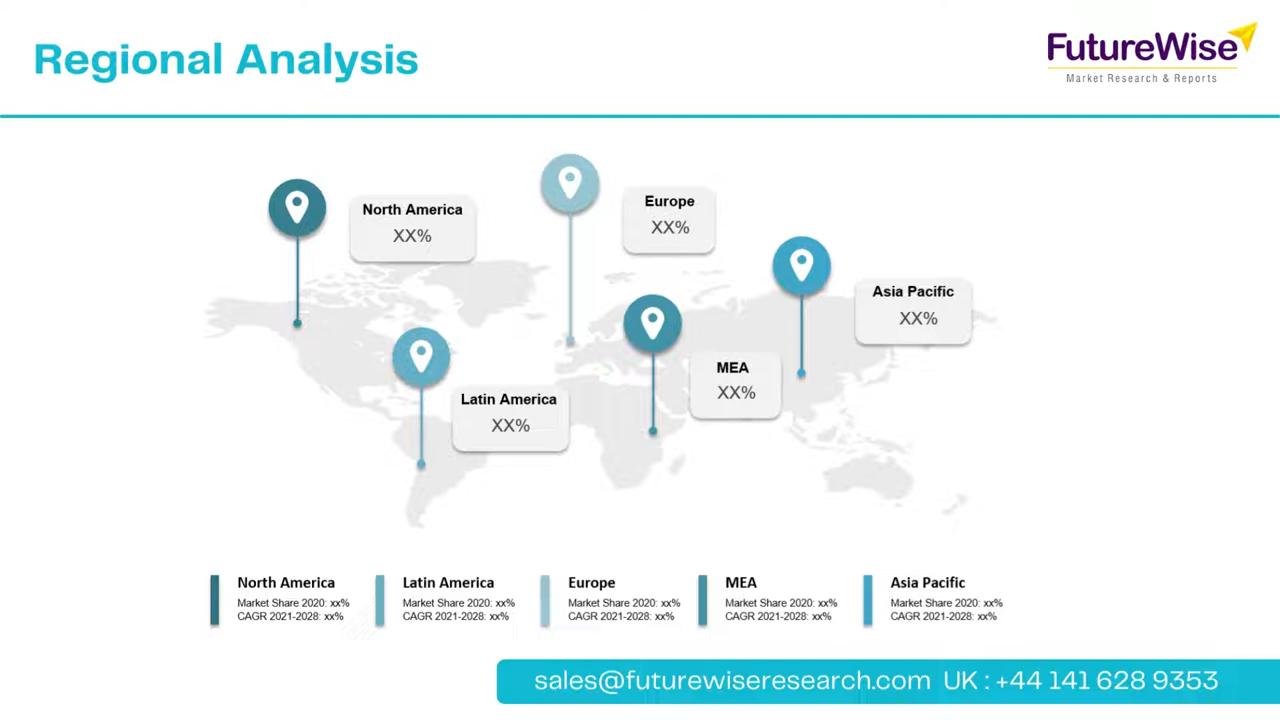 Regional Analysis
FutureWise
Market Research & Reports
North America
XX%
Europe
XX%
Asia Pacific
XX%
MEA
XX%
Latin America
XX%
North America
Market Share 2020: xx%
CAGR 2021-2028: xx%
Latin America
Market Share 2020: xx%
CAGR 2021-2028: xx%
Europe
Market Share 2020: xx%
CAGR 2021-2028: xx%
MEA
Market Share 2020: xx%
CAGR 2021-2028: xx%
Asia Pacific
Market Share 2020: xx%
CAGR 2021-2028: xx%
sales@futurewiseresearch.com UK : +44 141 628 9353